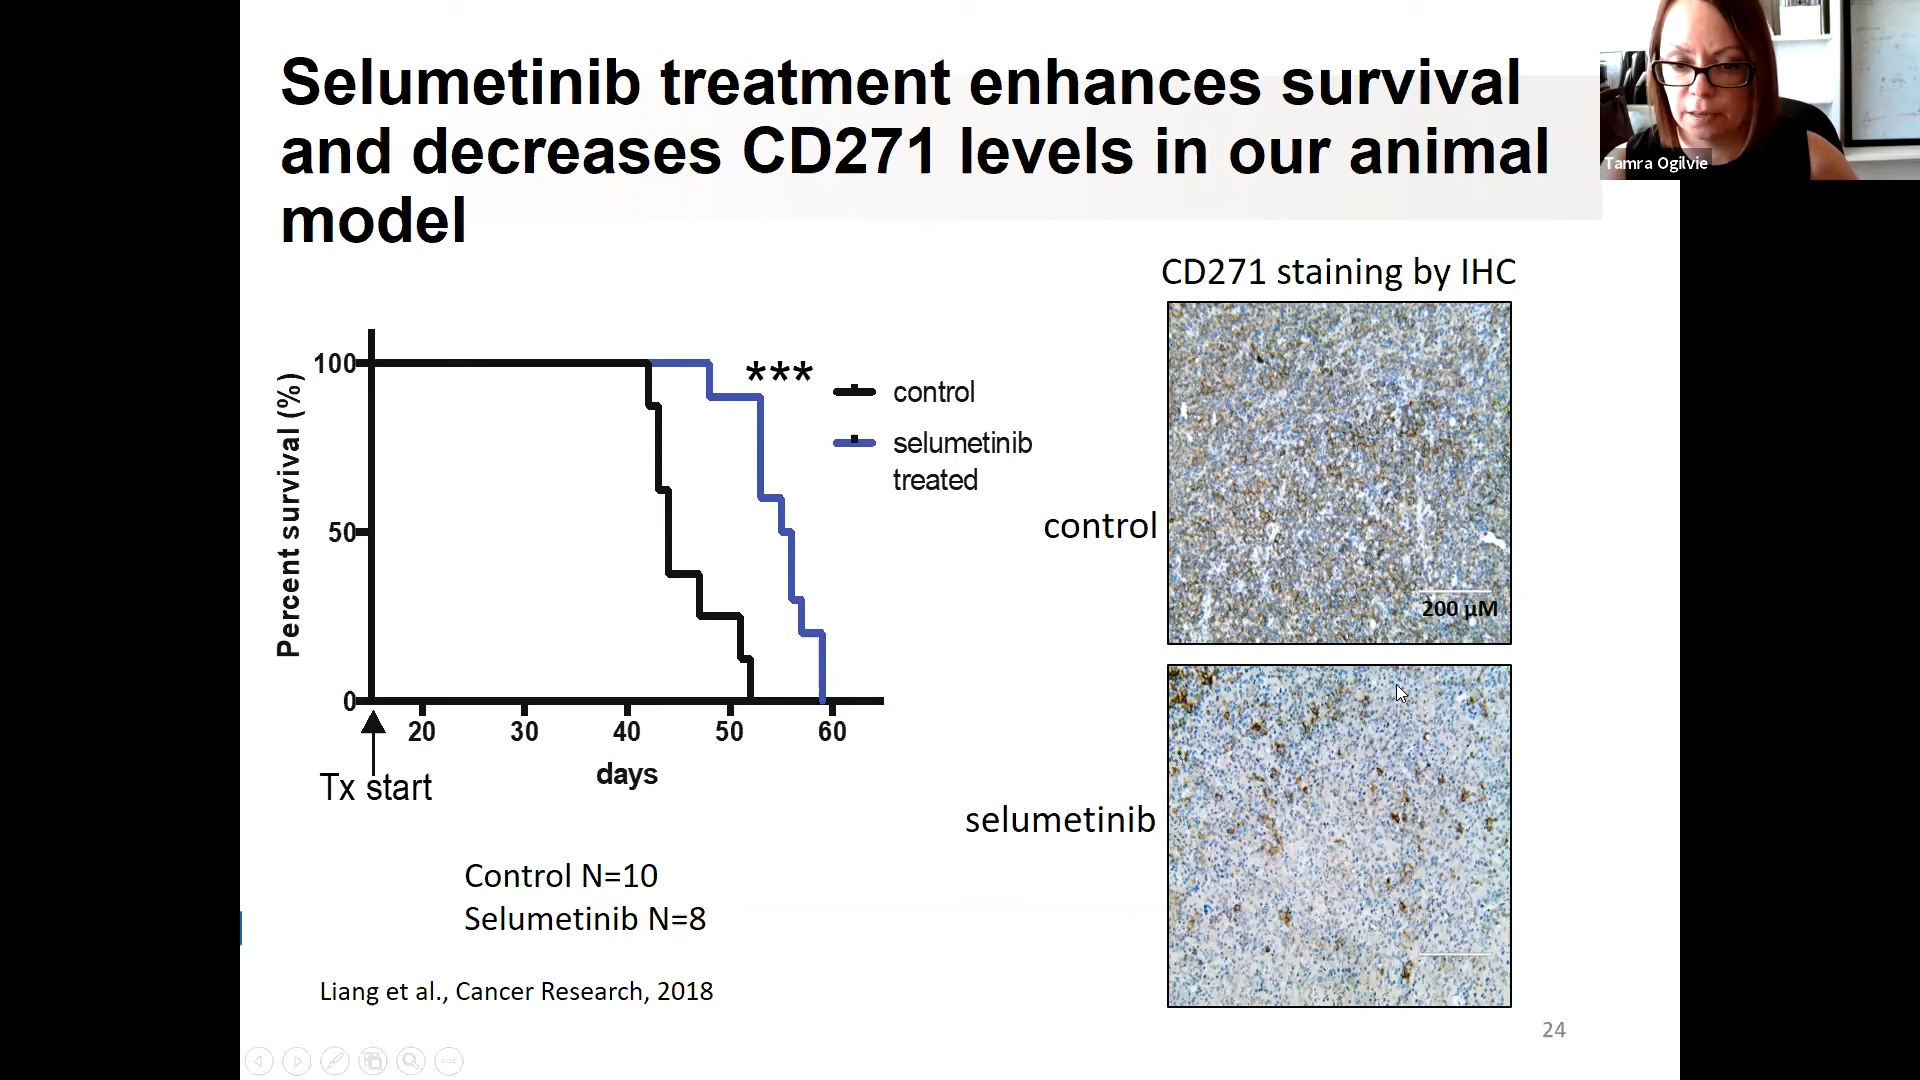 Selumetinib treatment enhances survival
and decreases CD271 levels in our animal
model
Tamra Ogilvie
CD271 staining by IHC
Percent survival (%)
100
50
0
20 30 40 50 60
days
Tx start
***
control
selumetinib
treated
control
200 µM
selumetinib
Control N=10
Selumetinib N=8
Liang et al., Cancer Research, 2018
24